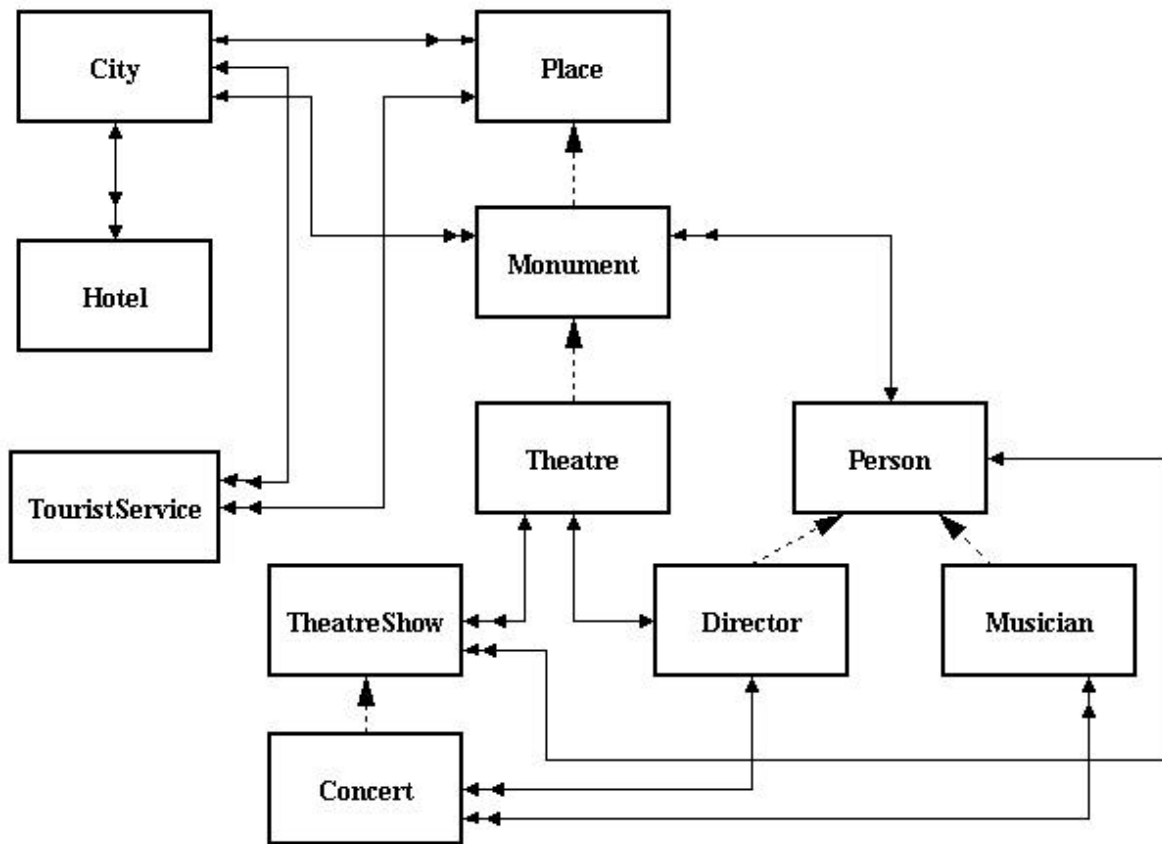 City
Place
Monument
Hotel
Theatre
Person
TouristService
TheatreShow
Director
Musician
Concert